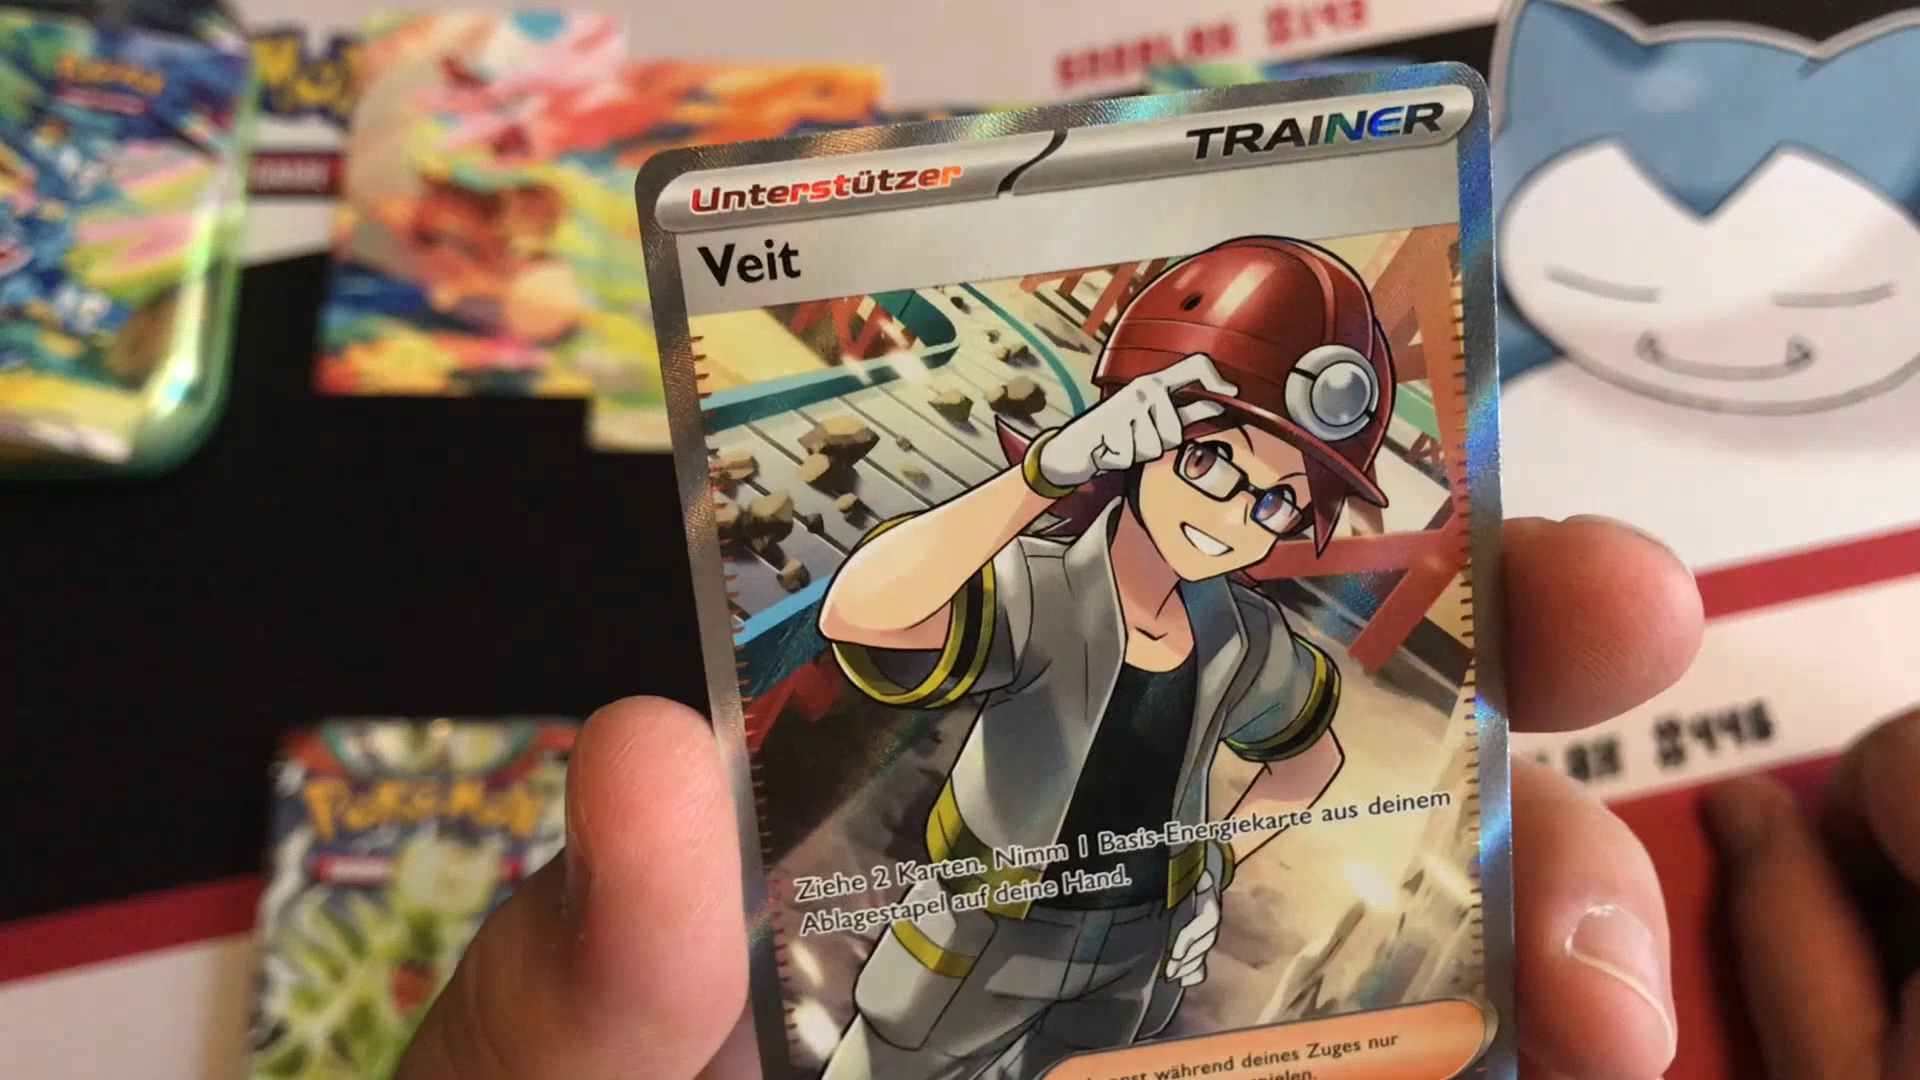 Unterstützer
TRAINER
Veit
Ziehe 2 Karten. Nimm 1 Basis-Energiekarte aus deinem
Ablagestapel auf deine Hand.
während deines Zuges nur
POKéMON